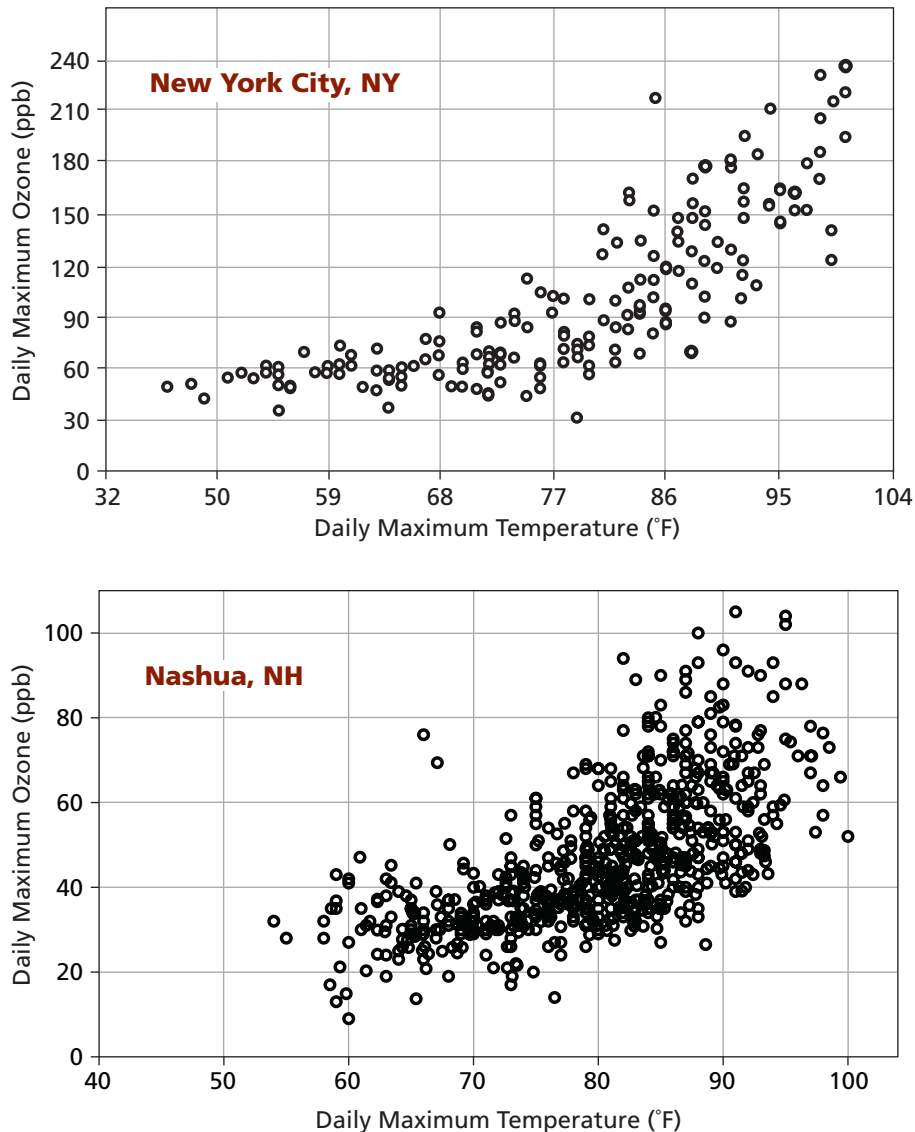 Daily Maximum Ozone (ppb)
New York City, NY
240
210
180
150
120
90
60
30
0
32 50 59 68 77 86 95 104
Daily Maximum Temperature (˚F)
Daily Maximum Ozone (ppb)
Nashua, NH
100
80
60
40
20
0
40 50 60 70 80 90 100
Daily Maximum Temperature (˚F)